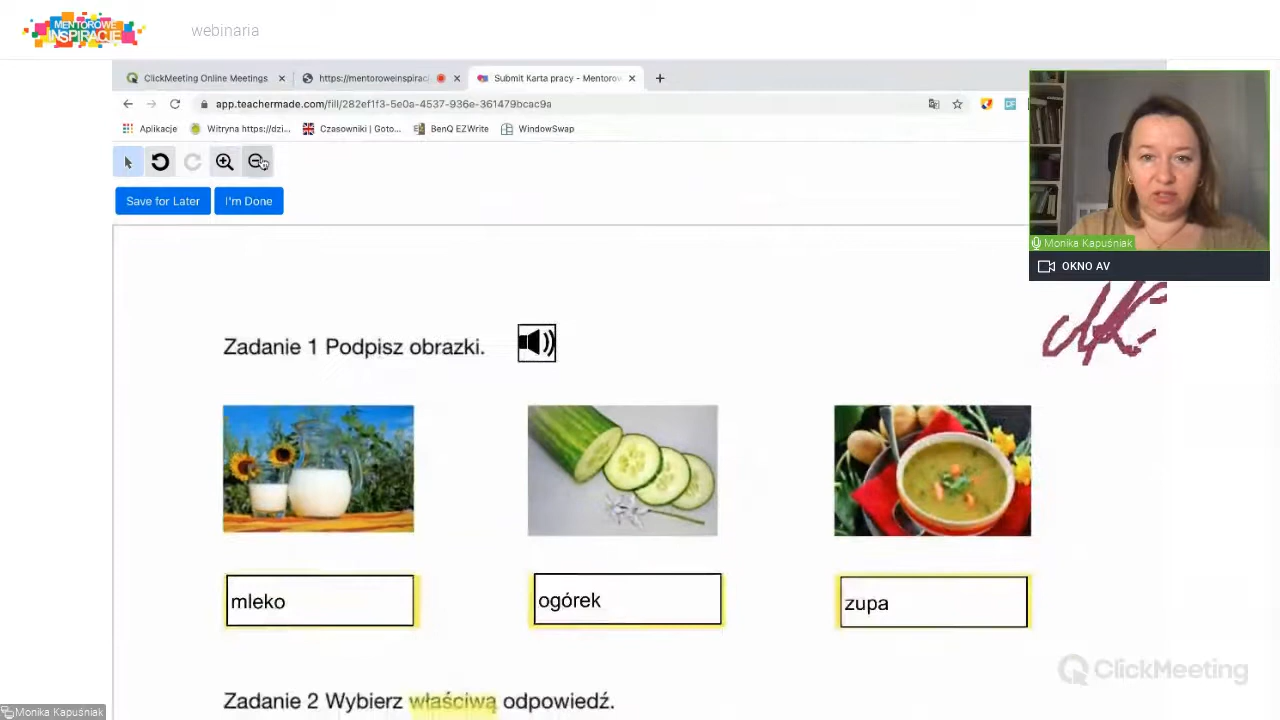 MENTOROWE
INSPIRACJE
webinaria
ClickMeeting Online Meetings
https://mentoroweinspirac
Submit Karta pracy - Mentorow
app.teachermade.com/fill/282ef1f3-5e0a-4537-936e-361479bcac9a
Aplikacje
Witryna https://dzi...
Czasowniki | Goto...
BenQ EZWrite
WindowSwap
Save for Later
I'm Done
Monika Kapuśniak
OKNO AV
Zadanie 1 Podpisz obrazki.
mleko
ogórek
zupa
Zadanie 2 Wybierz właściwą odpowiedź.
ClickMeeting
Monika Kapuśniak